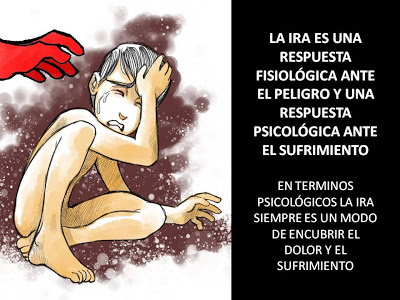 LA IRA ES UNA
RESPUESTA
FISIOLÓGICA ANTE
EL PELIGRO Y UNA
RESPUESTA
PSICOLÓGICA ANTE
EL SUFRIMIENTO
EN TERMINOS
PSICOLÓGICOS LA IRA
SIEMPRE ES UN MODO
DE ENCUBRIR EL
DOLOR Y EL
SUFRIMIENTO